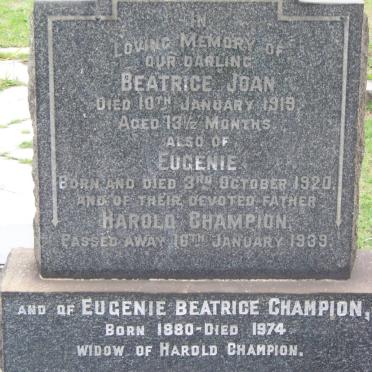 IN
LOVING MEMORY OF
OUR DARLING
BEATRICE JOAN
DIED 10TH JANUARY 1919.
AGED 13½ MONTHS.
ALSO OF
EUGENIE
BORN AND DIED 3RD OCTOBER 1920.
AND OF THEIR DEVOTED FATHER
HAROLD CHAMPION.
PASSED AWAY 16TH JANUARY 1939.
AND OF EUGENIE BEATRICE CHAMPION,
BORN 1880-DIED 1974
WIDOW OF HAROLD CHAMPION.